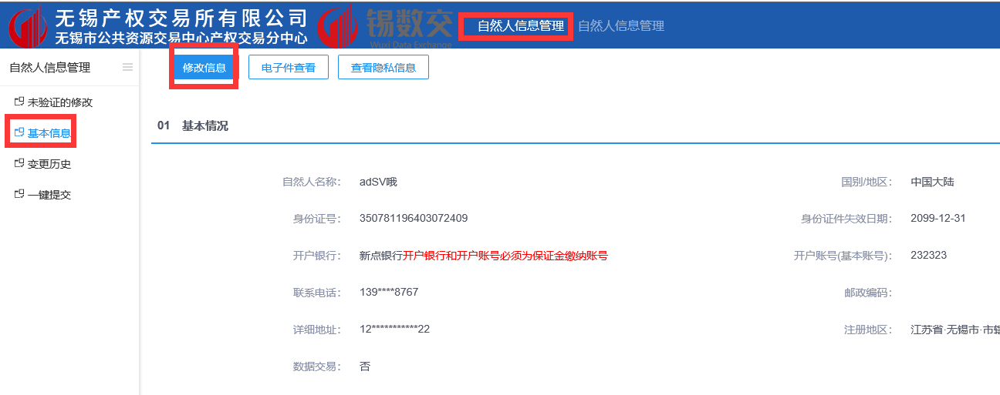 无锡产权交易所有限公司
无锡市公共资源交易中心产权交易分中心
锡数交
Wuxi Data Exchange
自然人信息管理 自然人信息管理
自然人信息管理
修改信息 电子件查看 查看隐私信息
未验证的修改
基本信息
变更历史
一键提交
01 基本情况
自然人名称: adSV哦 国别/地区: 中国大陆
身份证号: 350781196403072409 身份证件失效日期: 2099-12-31
开户银行: 新点银行开户银行和开户账号必须为保证金缴纳账号 开户账号(基本账号): 232323
联系电话: 139****8767 邮政编码:
详细地址: 12***********22 注册地区: 江苏省·无锡市·市辖
数据交易: 否